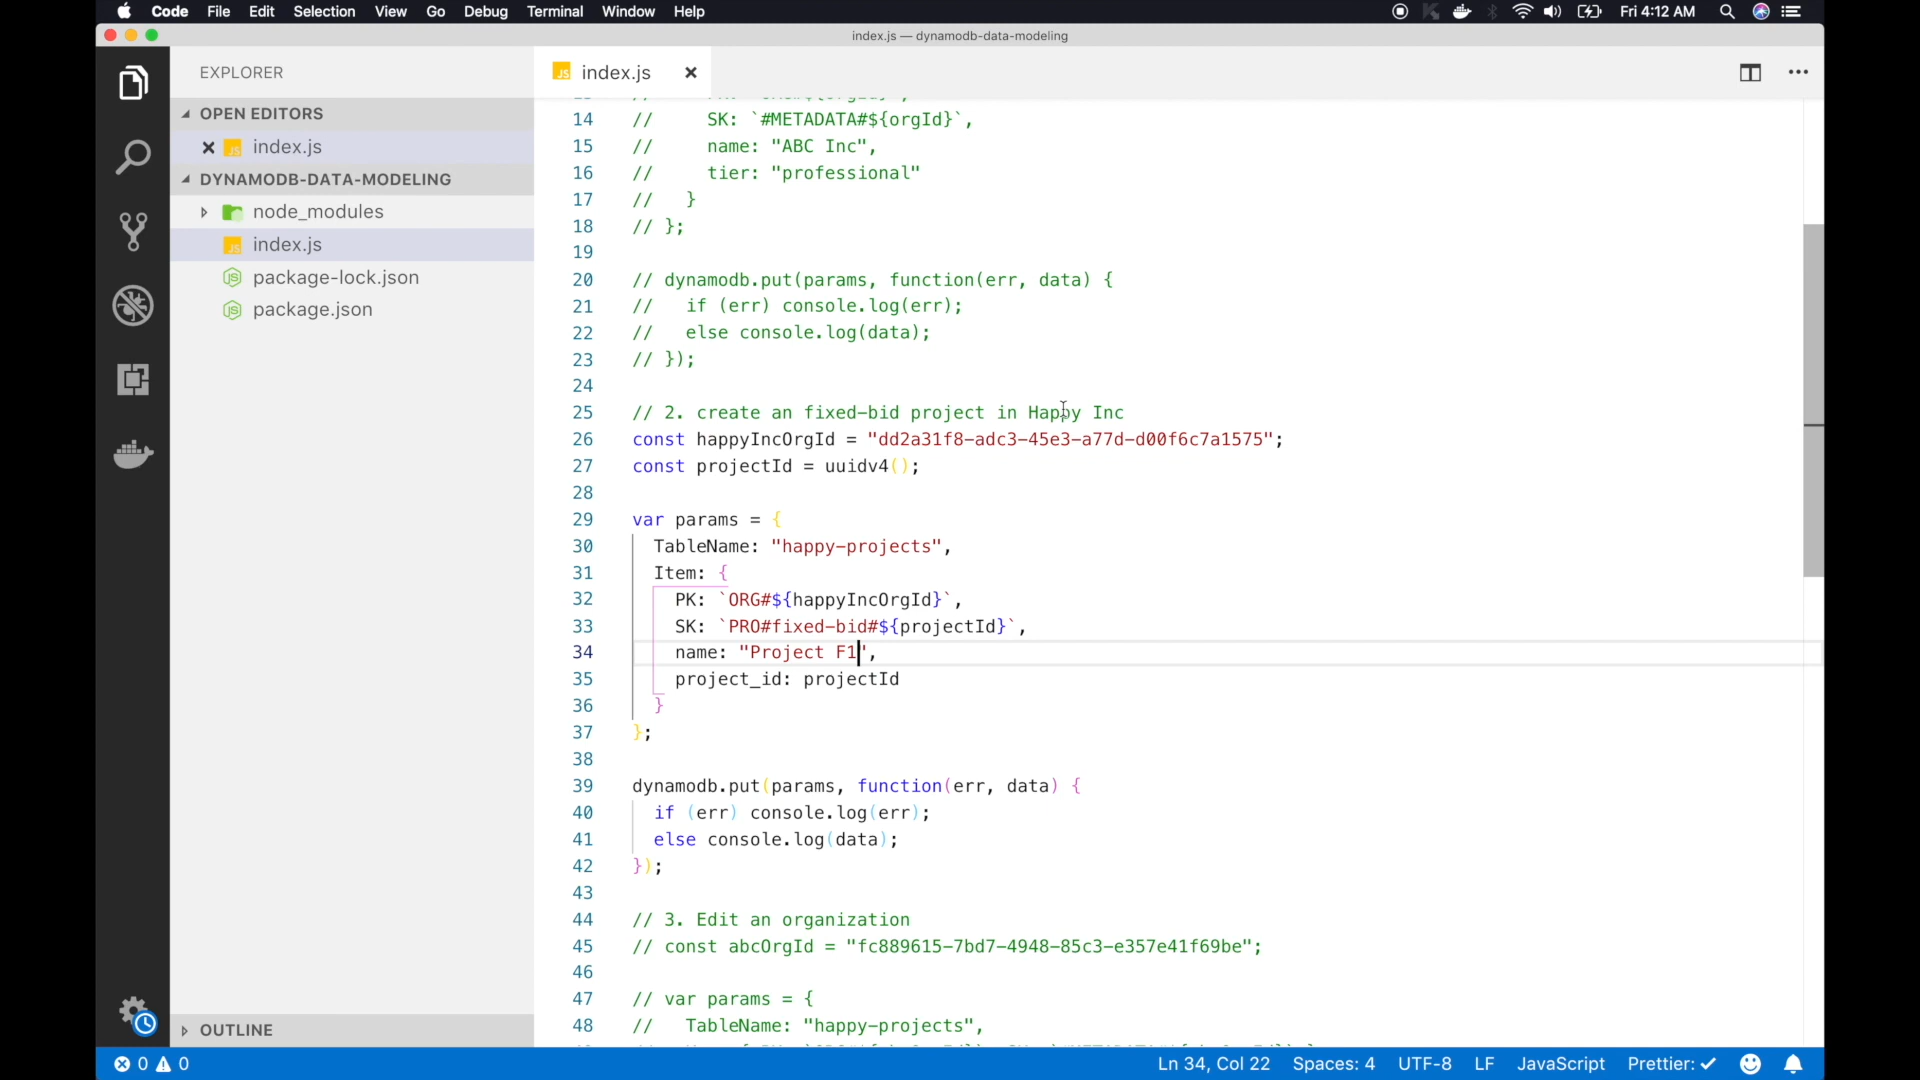 Code File Edit Selection View Go Debug Terminal Window Help Fri 4:12 AM
index.js — dynamodb-data-modeling
EXPLORER
OPEN EDITORS
index.js
DYNAMODB-DATA-MODELING
node_modules
index.js
package-lock.json
package.json
OUTLINE
index.js
14 //     SK: `#METADATA#${orgId}`,
15 //     name: "ABC Inc",
16 //     tier: "professional"
17 //   }
18 // };
19
20 // dynamodb.put(params, function(err, data) {
21 //   if (err) console.log(err);
22 //   else console.log(data);
23 // });
24
25 // 2. create an fixed-bid project in Happy Inc
26 const happyIncOrgId = "dd2a31f8-adc3-45e3-a77d-d00f6c7a1575";
27 const projectId = uuidv4();
28
29 var params = {
30   TableName: "happy-projects",
31   Item: {
32     PK: `ORG#${happyIncOrgId}`,
33     SK: `PRO#fixed-bid#${projectId}`,
34     name: "Project F1",
35     project_id: projectId
36   }
37 };
38
39 dynamodb.put(params, function(err, data) {
40   if (err) console.log(err);
41   else console.log(data);
42 });
43
44 // 3. Edit an organization
45 // const abcOrgId = "fc889615-7bd7-4948-85c3-e357e41f69be";
46
47 // var params = {
48 //   TableName: "happy-projects",
0 0 Ln 34, Col 22 Spaces: 4 UTF-8 LF JavaScript Prettier: ✓